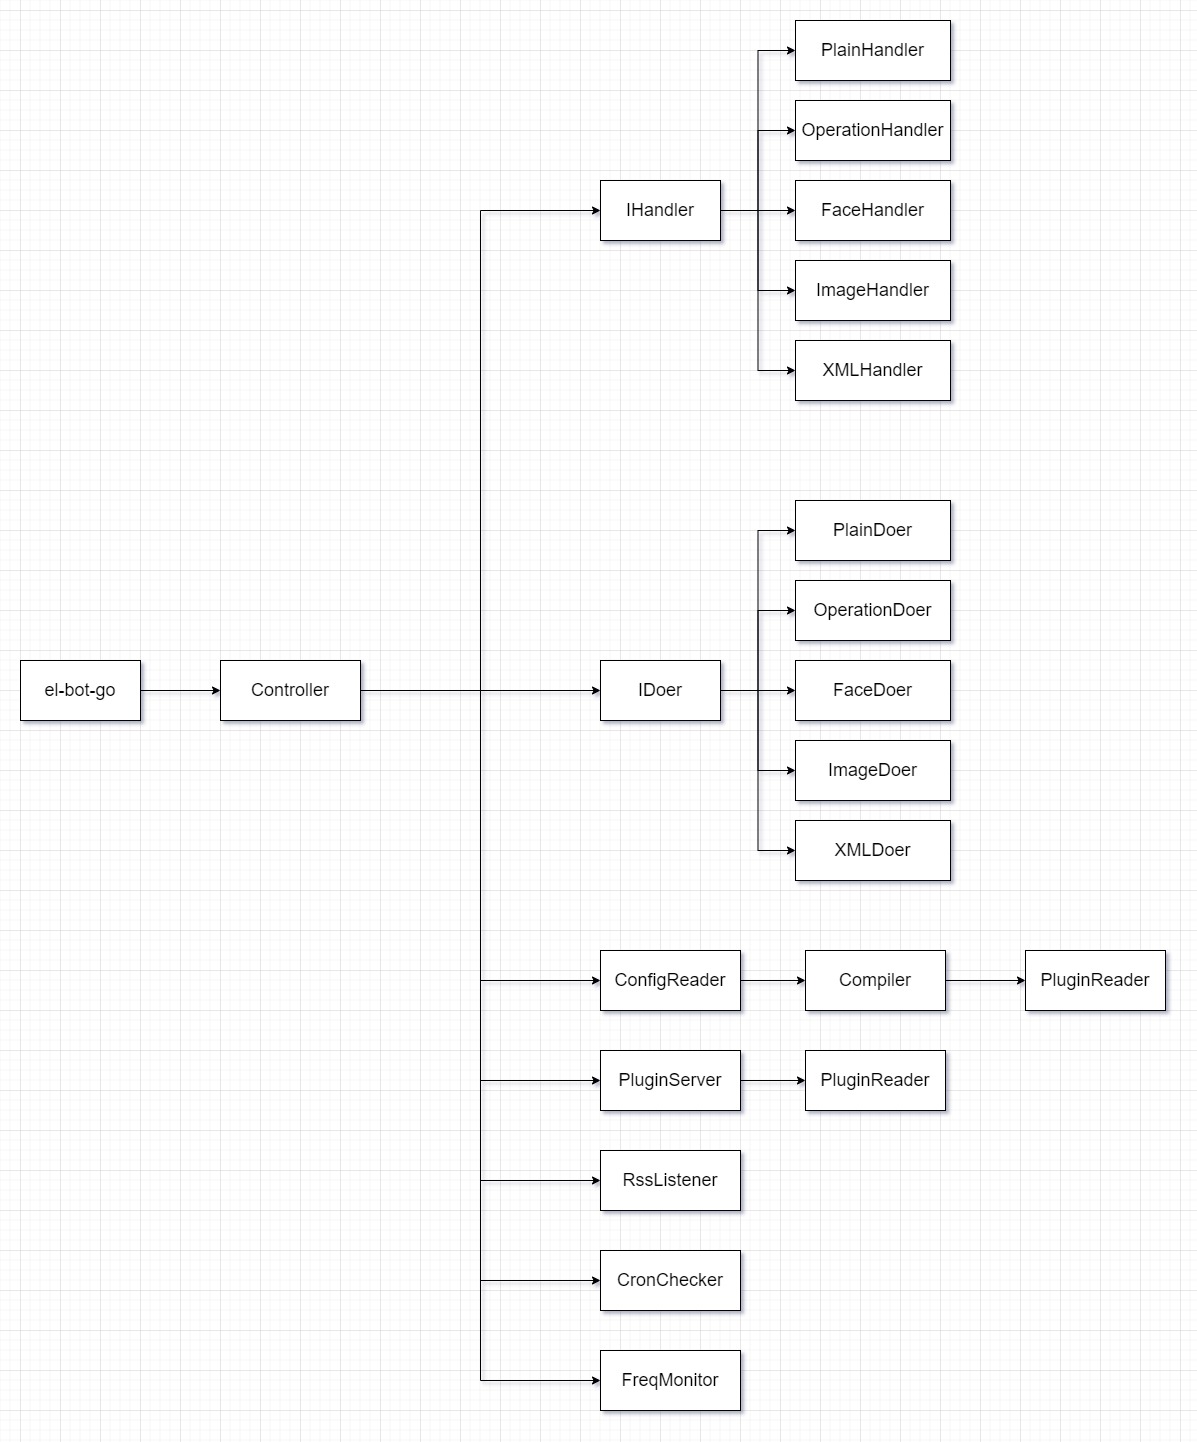 PlainHandler
OperationHandler
IHandler
FaceHandler
ImageHandler
XMLHandler
PlainDoer
OperationDoer
el-bot-go
Controller
IDoer
FaceDoer
ImageDoer
XMLDoer
ConfigReader
Compiler
PluginReader
PluginServer
PluginReader
RssListener
CronChecker
FreqMonitor